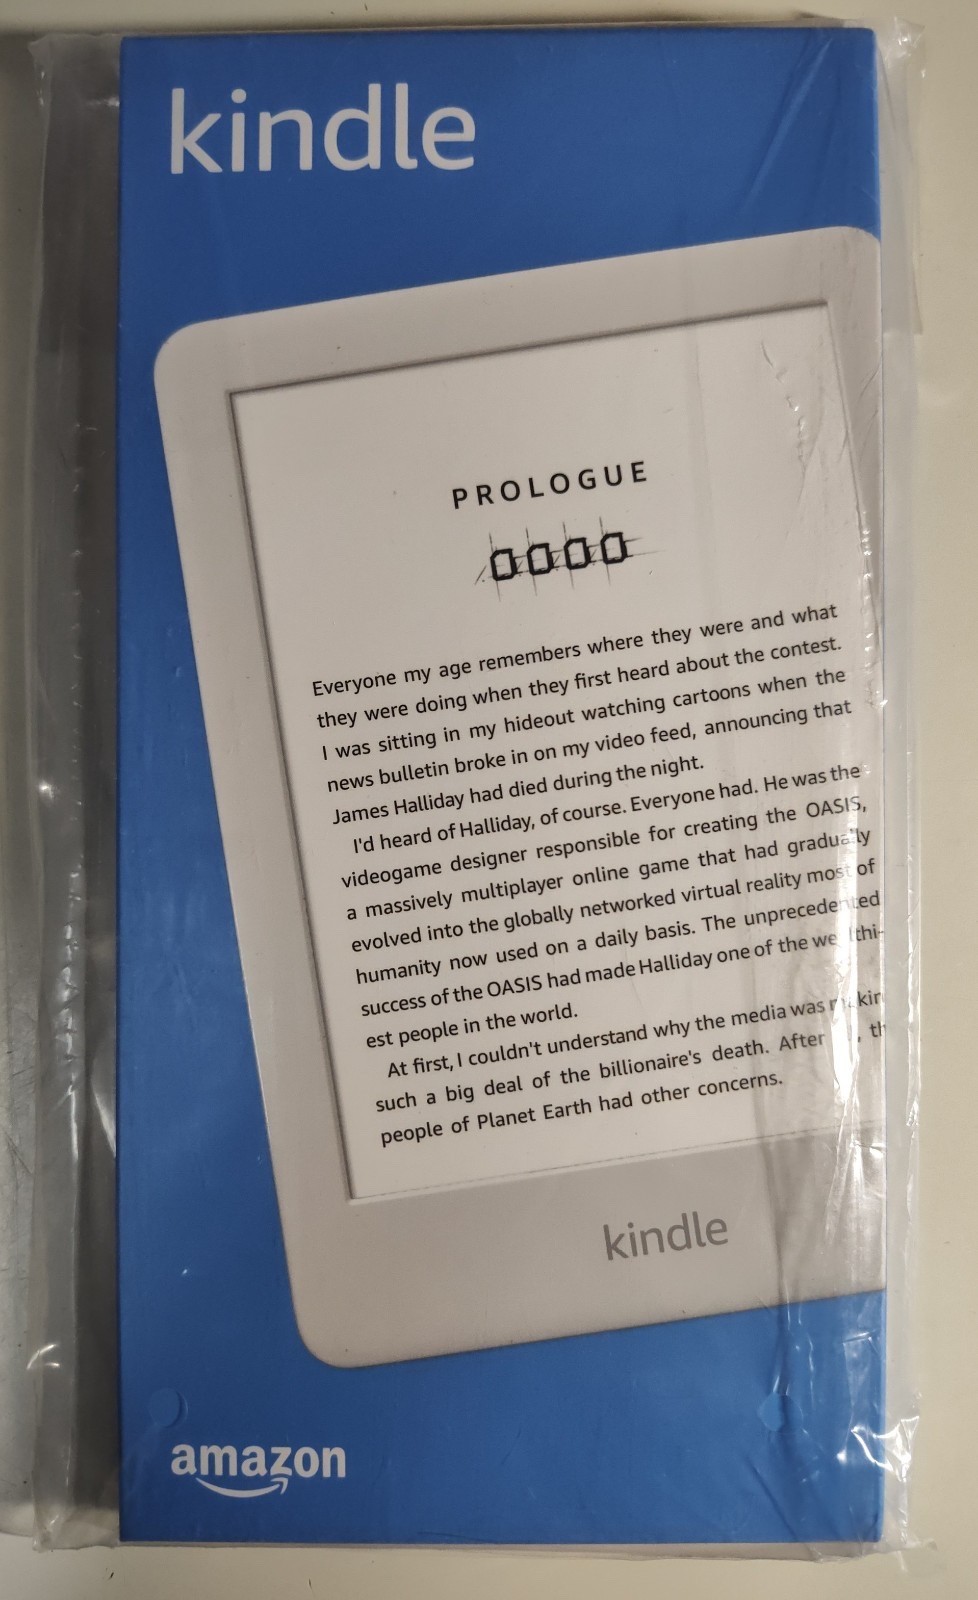 kindle
PROLOGUE
0000
Everyone my age remembers where they were and what
they were doing when they first heard about the contest.
I was sitting in my hideout watching cartoons when the
news bulletin broke in on my video feed, announcing that
James Halliday had died during the night.
I'd heard of Halliday, of course. Everyone had. He was the
videogame designer responsible for creating the OASIS,
a massively multiplayer online game that had gradually
evolved into the globally networked virtual reality most of
humanity now used on a daily basis. The unprecedented
success of the OASIS had made Halliday one of the
est people in the world.
At first, I couldn't understand why the media was
such a big deal of the billionaire's death. After
people of Planet Earth had other concerns.
kindle
amazon